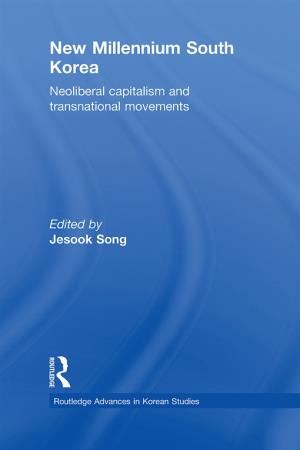 New Millennium South
Korea
Neoliberal capitalism and
transnational movements
Edited by
Jesook Song
Routledge
Routledge Advances in Korean Studies